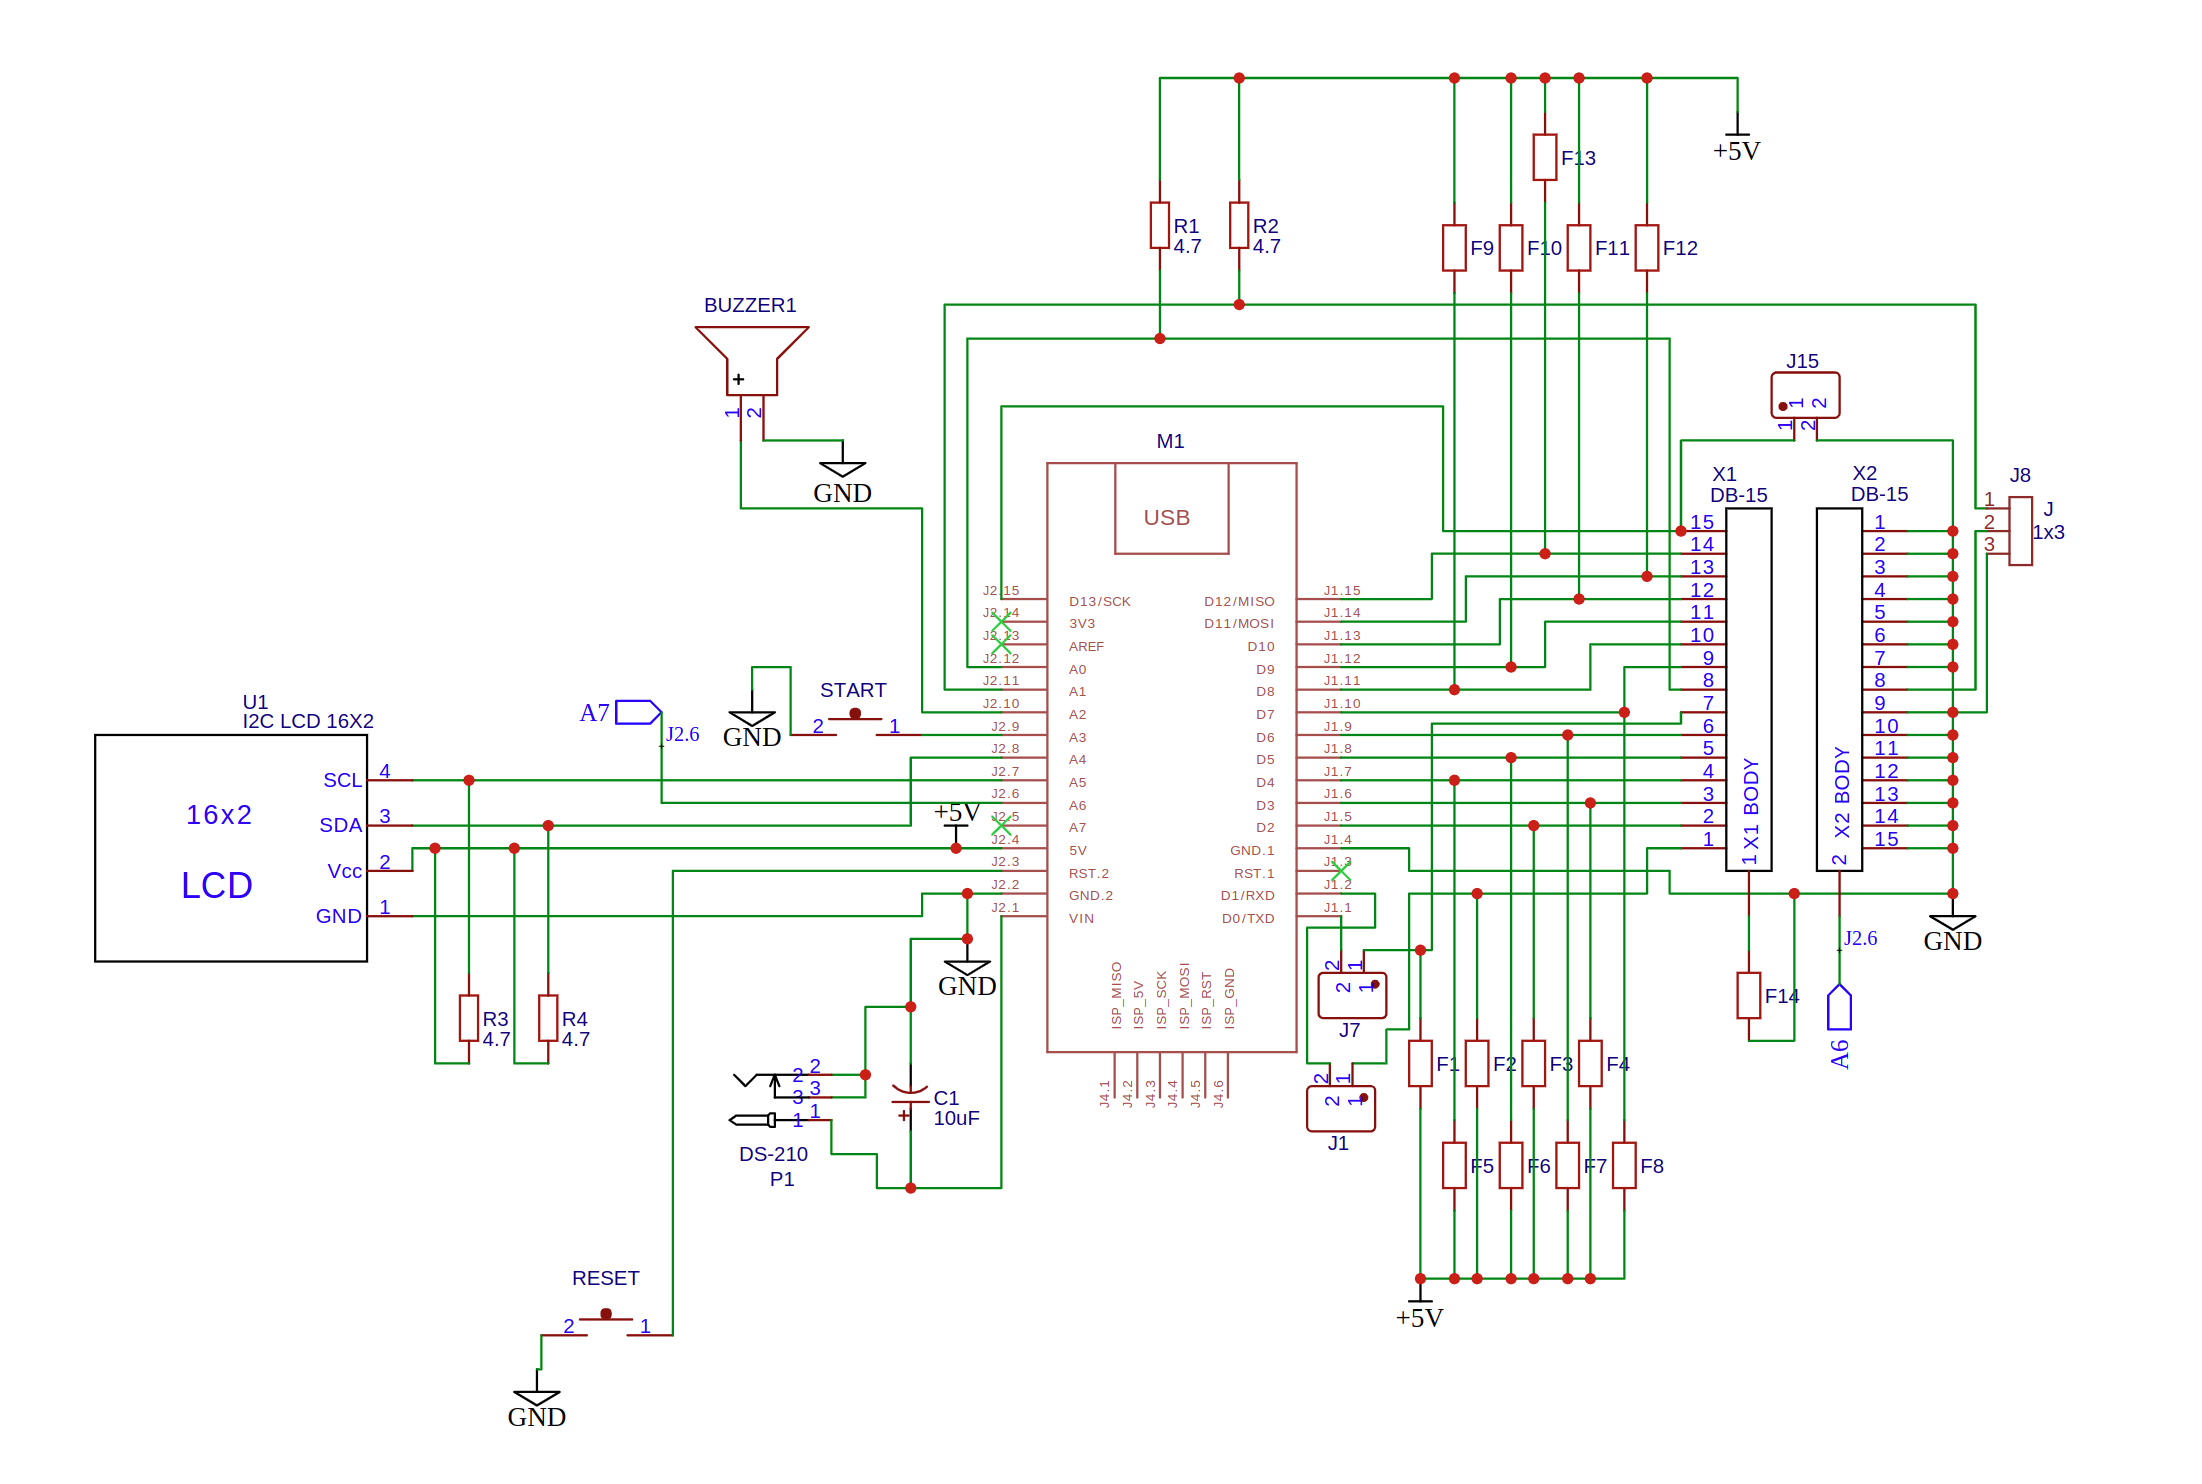 +5V
F13
R1
4.7
R2
4.7
F9
F10
F11
F12
BUZZER1
+
1
2
GND
J15
1
2
1
2
M1
USB
X1
DB-15
X2
DB-15
J8
J
1x3
1
2
3
J2.15
J2.14
J2.13
J2.12
J2.11
J2.10
J2.9
J2.8
J2.7
J2.6
J2.5
J2.4
J2.3
J2.2
J2.1
D13/SCK
3V3
AREF
A0
A1
A2
A3
A4
A5
A6
A7
5V
RST.2
GND.2
VIN
D12/MISO
D11/MOSI
D10
D9
D8
D7
D6
D5
D4
D3
D2
GND.1
RST.1
D1/RXD
D0/TXD
J1.15
J1.14
J1.13
J1.12
J1.11
J1.10
J1.9
J1.8
J1.7
J1.6
J1.5
J1.4
J1.3
J1.2
J1.1
15
14
13
12
11
10
9
8
7
6
5
4
3
2
1
X1 BODY
1
X2 BODY
2
1
2
3
4
5
6
7
8
9
10
11
12
13
14
15
START
2
1
GND
A7
J2.6
U1
I2C LCD 16X2
16x2
LCD
SCL
SDA
Vcc
GND
4
3
2
1
+5V
GND
GND
J2.6
A6
F14
ISP_MISO
ISP_5V
ISP_SCK
ISP_MOSI
ISP_RST
ISP_GND
J4.1
J4.2
J4.3
J4.4
J4.5
J4.6
2
1
2
1
J7
2
1
2
1
J1
R3
4.7
R4
4.7
2
3
1
2
3
1
DS-210
P1
C1
10uF
+
F1
F2
F3
F4
F5
F6
F7
F8
+5V
RESET
2
1
GND